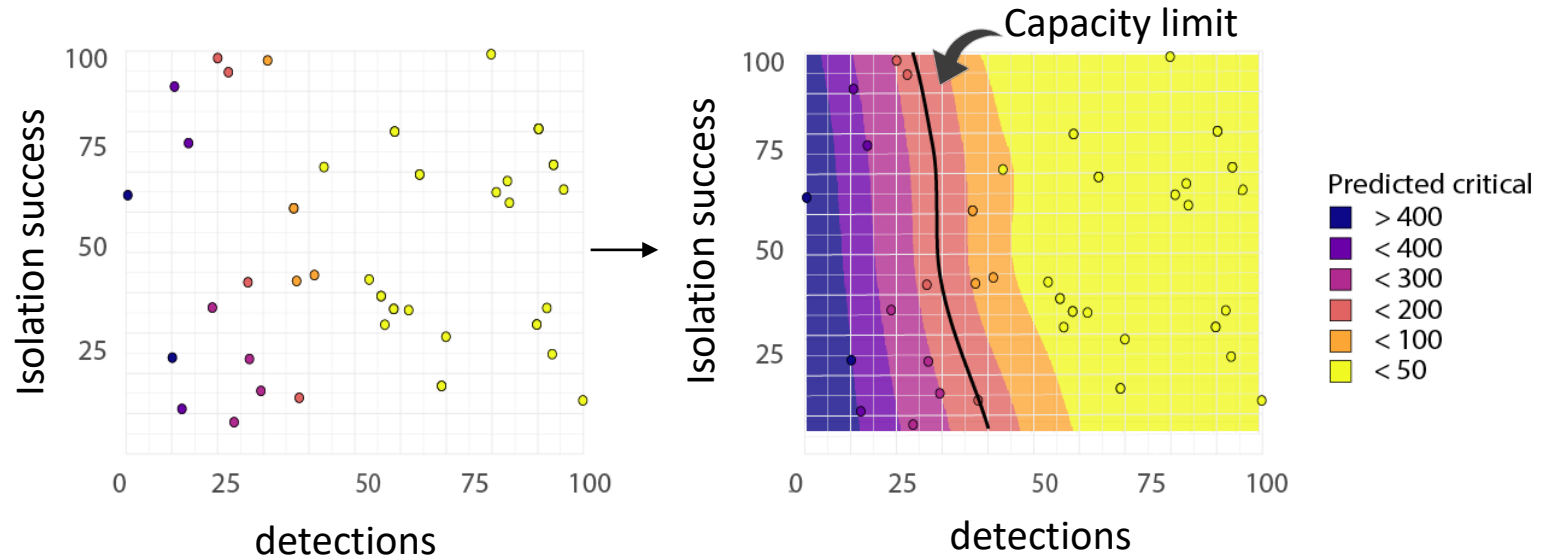 Isolation success
100
75
50
25
0 25 50 75 100
detections
Capacity limit
Isolation success
100
75
50
25
0 25 50 75 100
detections
Predicted critical
> 400
< 400
< 300
< 200
< 100
< 50